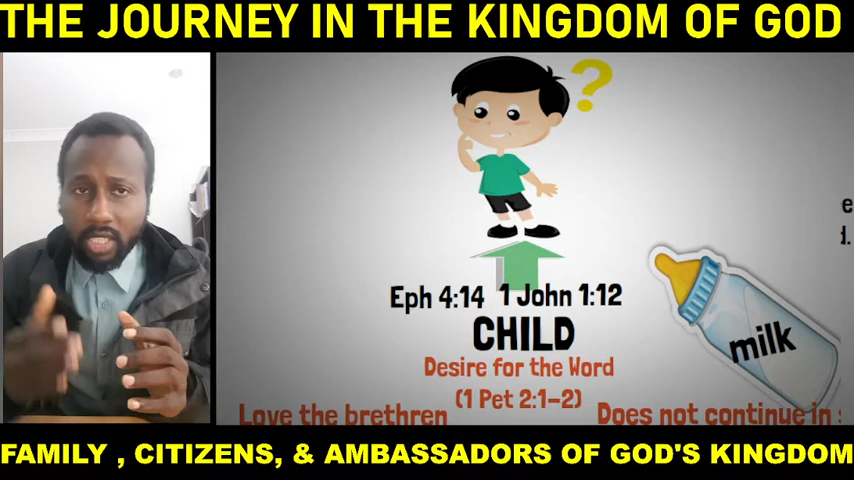 THE JOURNEY IN THE KINGDOM OF GOD
Eph 4:14 1 John 1:12
CHILD
Desire for the Word
(1 Pet 2:1-2)
Love the brethren
Does not continue in
milk
FAMILY , CITIZENS, & AMBASSADORS OF GOD'S KINGDOM